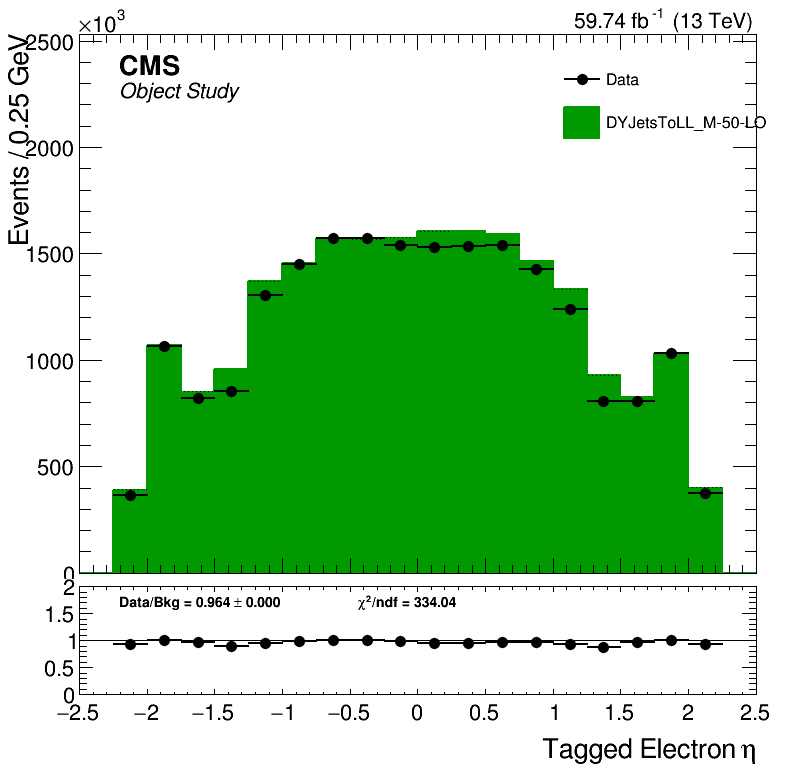 ×10³
59.74 fb⁻¹ (13 TeV)
Events / 0.25 GeV
2500
2000
1500
1000
500
0
CMS
Object Study
Data
DYJetsToLL_M-50-LO
2
1.5
1
0.5
0
Data/Bkg = 0.964 ± 0.000
χ²/ndf = 334.04
−2.5 −2 −1.5 −1 −0.5 0 0.5 1 1.5 2 2.5
Tagged Electron η